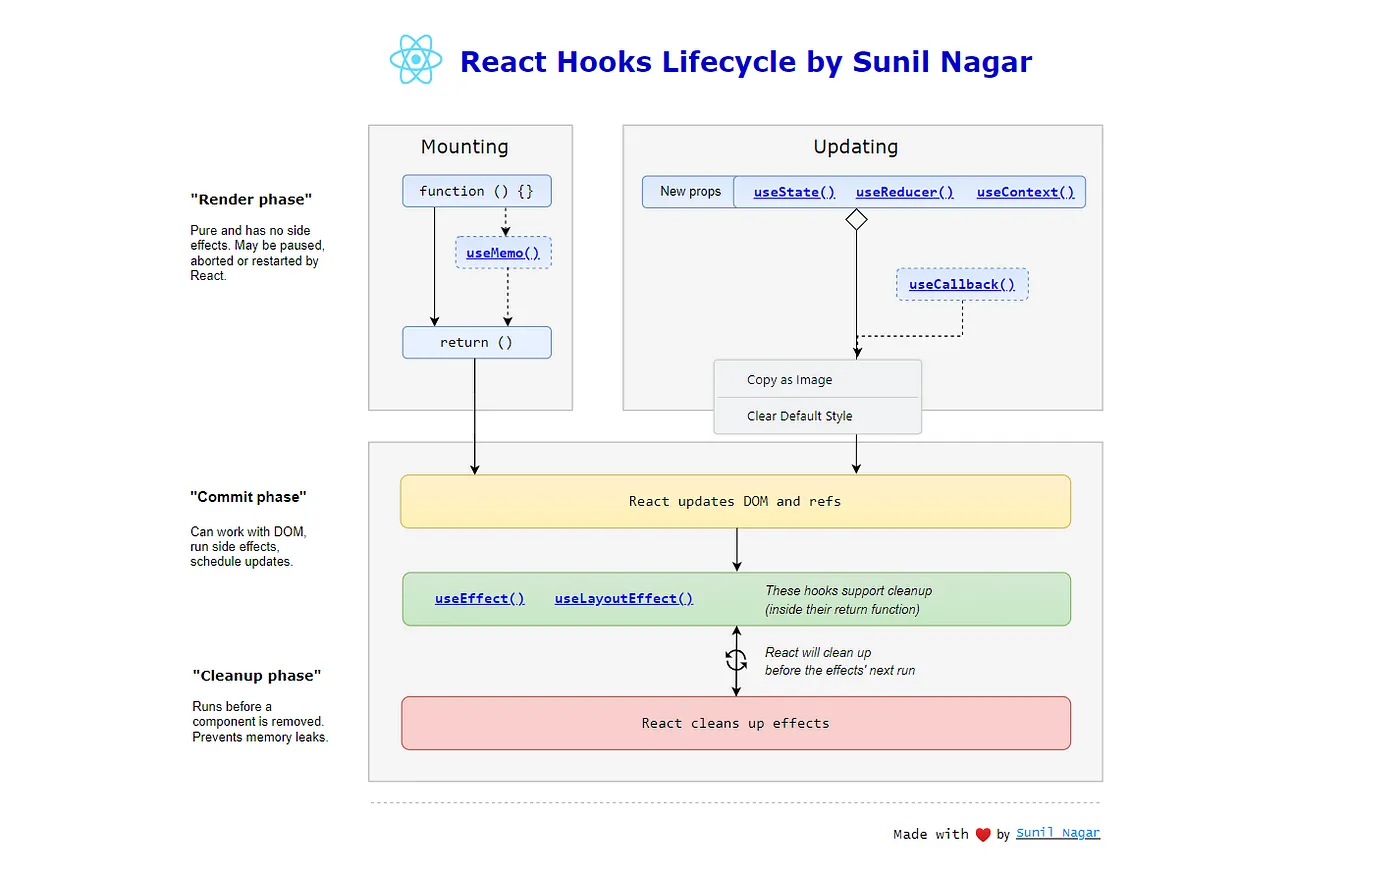 React Hooks Lifecycle by Sunil Nagar
Mounting
Updating
function () {}
New props
useState()
useReducer()
useContext()
"Render phase"
Pure and has no side
effects. May be paused,
aborted or restarted by
React.
useMemo()
useCallback()
return ()
Copy as Image
Clear Default Style
"Commit phase"
Can work with DOM,
run side effects,
schedule updates.
React updates DOM and refs
useEffect()
useLayoutEffect()
These hooks support cleanup
(inside their return function)
React will clean up
before the effects' next run
"Cleanup phase"
Runs before a
component is removed.
Prevents memory leaks.
React cleans up effects
Made with ❤ by Sunil Nagar